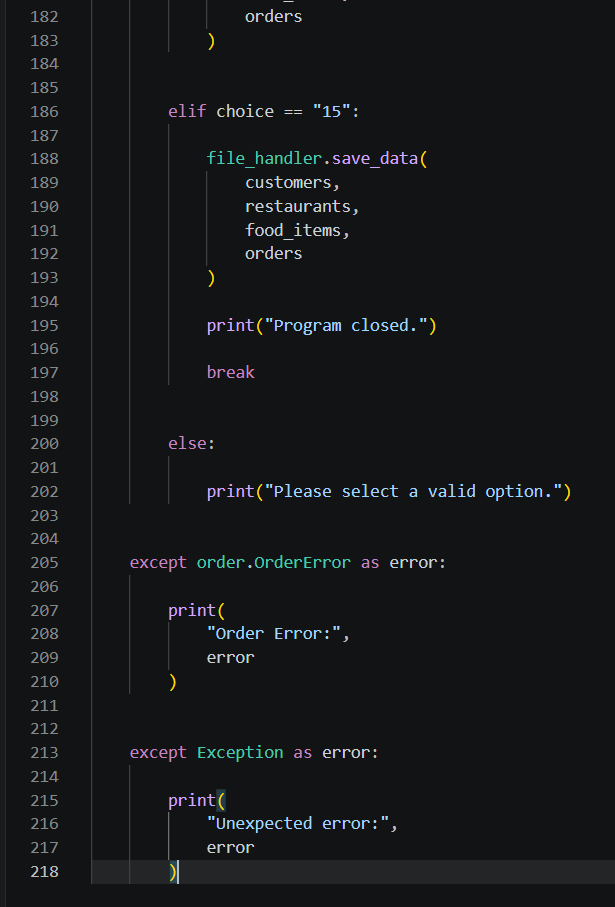 182 orders
183 )
184
185
186 elif choice == "15":
187
188 file_handler.save_data(
189 customers,
190 restaurants,
191 food_items,
192 orders
193 )
194
195 print("Program closed.")
196
197 break
198
199
200 else:
201
202 print("Please select a valid option.")
203
204
205 except order.OrderError as error:
206
207 print(
208 "Order Error:",
209 error
210 )
211
212
213 except Exception as error:
214
215 print(
216 "Unexpected error:",
217 error
218 )